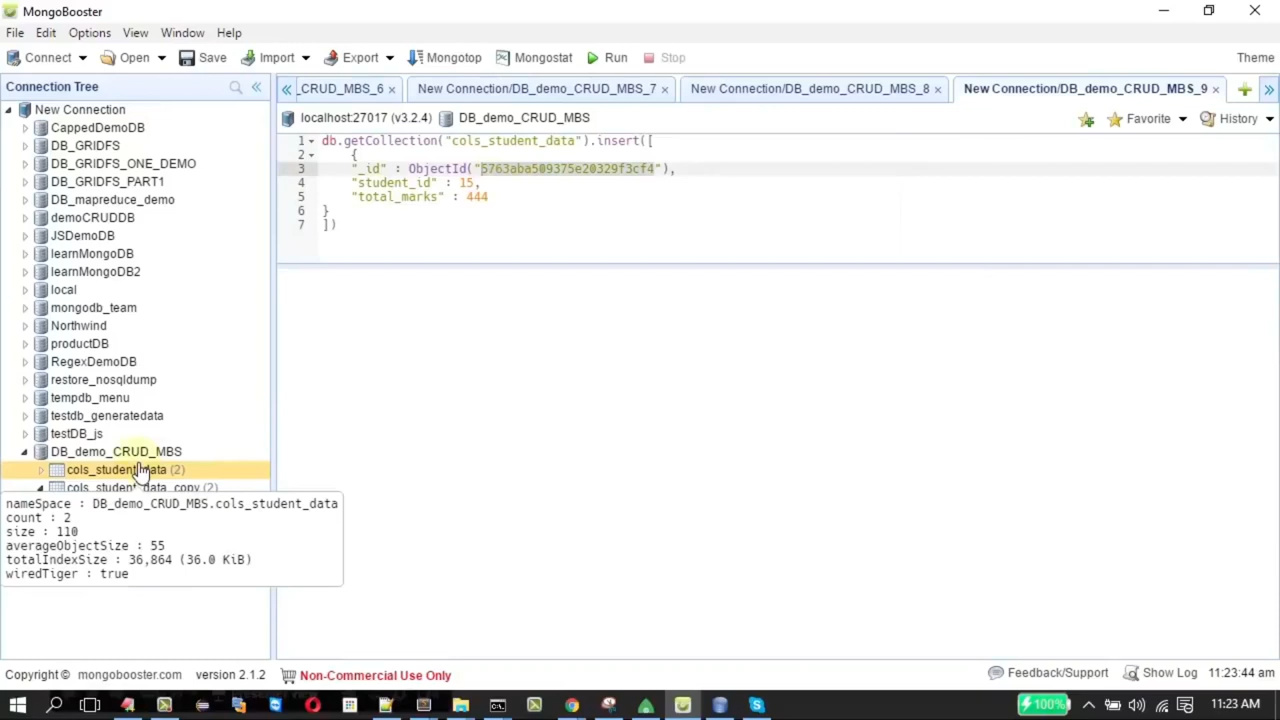 MongoBooster
File Edit Options View Window Help
Connect Open Save Import Export Mongotop Mongostat Run Stop Theme
Connection Tree
_CRUD_MBS_6 × New Connection/DB_demo_CRUD_MBS_7 × New Connection/DB_demo_CRUD_MBS_8 × New Connection/DB_demo_CRUD_MBS_9 ×
localhost:27017 (v3.2.4) DB_demo_CRUD_MBS Favorite History
New Connection
CappedDemoDB
DB_GRIDFS
DB_GRIDFS_ONE_DEMO
DB_GRIDFS_PART1
DB_mapreduce_demo
demoCRUDDB
JSDemoDB
learnMongoDB
learnMongoDB2
local
mongodb_team
Northwind
productDB
RegexDemoDB
restore_nosqldump
tempdb_menu
testdb_generatedata
testDB_js
DB_demo_CRUD_MBS
cols_student_data (2)
cols_student_data_copy (2)
nameSpace : DB_demo_CRUD_MBS.cols_student_data
count : 2
size : 110
averageObjectSize : 55
totalIndexSize : 36,864 (36.0 KiB)
wiredTiger : true
1 db.getCollection("cols_student_data").insert([
2 {
3 "_id" : ObjectId("5763aba509375e20329f3cf4"),
4 "student_id" : 15,
5 "total_marks" : 444
6 }
7 ])
Copyright © mongobooster.com version 2.1.2 Non-Commercial Use Only Feedback/Support Show Log 11:23:44 am
100% 11:23 AM